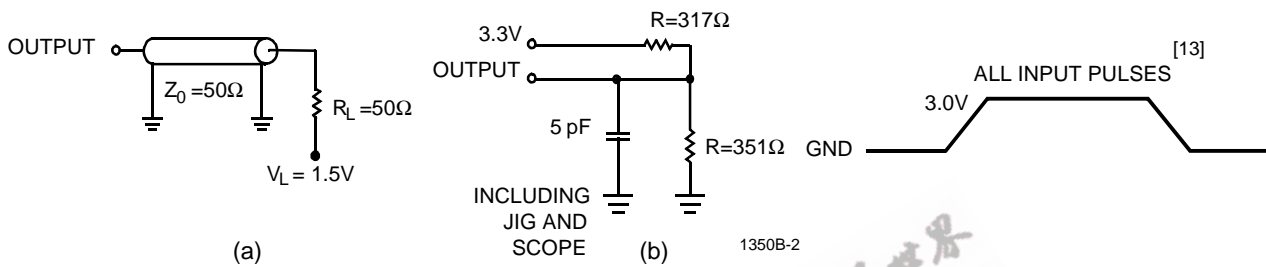 OUTPUT
Z0 =50Ω
RL =50Ω
VL = 1.5V
(a)
R=317Ω
3.3V
OUTPUT
5 pF
R=351Ω
INCLUDING
JIG AND
SCOPE
(b)
1350B-2
ALL INPUT PULSES [13]
3.0V
GND